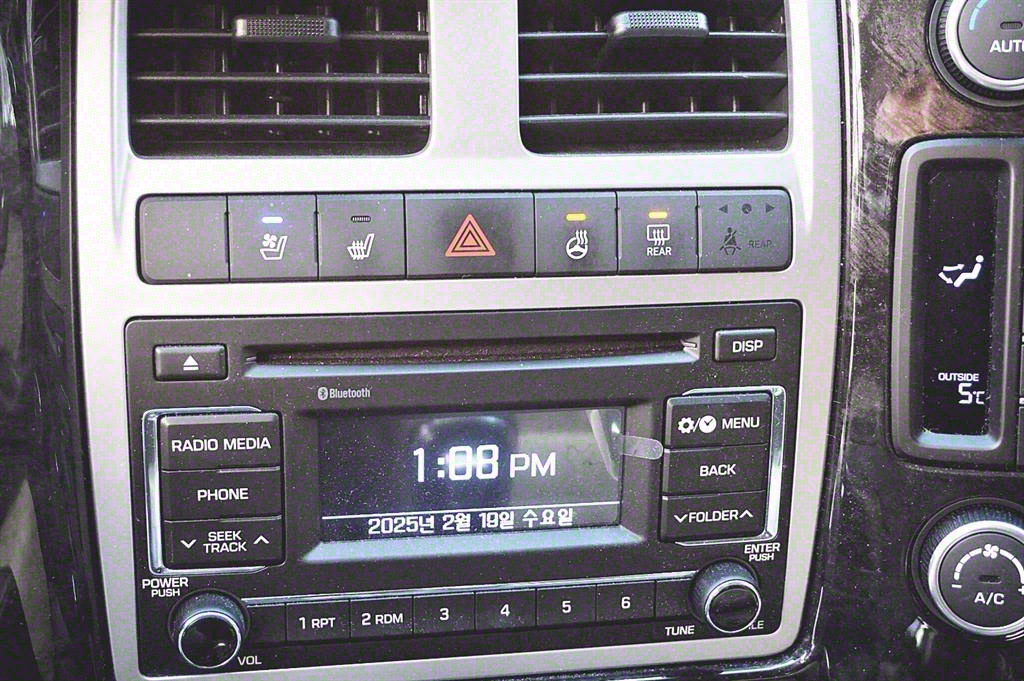 AUTO
REAR
REAR
DISP
Bluetooth
RADIO MEDIA
PHONE
SEEK
TRACK
1:08 PM
2025년 2월 19일 수요일
/ MENU
BACK
FOLDER
OUTSIDE
5℃
POWER
PUSH
VOL
1 RPT
2 RDM
3
4
5
6
ENTER
PUSH
TUNE
A/C